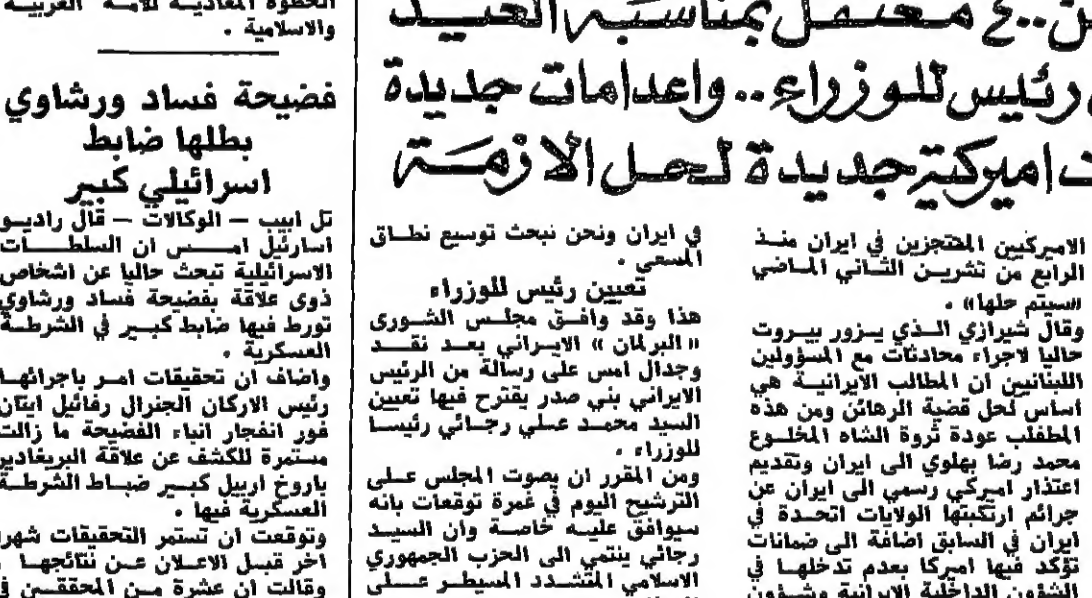 ن ٤٠٠ معتقل بمناسبة العيد
رئيس للوزراء .. واعدامات جديدة
ت اميركية جديدة لحل الازمة
الاميركيين المحتجزين في ايران منذ
الرابع من تشرين الثاني الماضي
«سيتم حلها» .
وقال شيرازي الذي يزور بيروت
حاليا لاجراء محادثات مع المسؤولين
اللبنانيين ان المطالب الايرانية هي
اساس لحل قضية الرهائن ومن هذه
المطفلب عودة ثروة الشاه المخلوع
محمد رضا بهلوي الى ايران وتقديم
اعتذار اميركي رسمي الى ايران عن
جرائم ارتكبتها الولايات اتحدة في
ايران في السابق اضافة الى ضمانات
تؤكد فيها اميركا بعدم تدخلها في
الشؤون الداخلية الايرانية وشؤون
في ايران ونحن نبحث توسيع نطاق
المسعى .
تعيين رئيس للوزراء
هذا وقد وافق مجلس الشورى
« البرلمان » الايراني بعد نقد
وجدال امس على رسالة من الرئيس
الايراني بني صدر يقترح فيها تعيين
السيد محمد علي رجائي رئيسا
للوزراء .
ومن المقرر ان يصوت المجلس على
الترشيح اليوم في غمرة توقعات بانه
سيوافق عليه خاصة وان السيد
رجائي ينتمي الى الحزب الجمهوري
الاسلامي المتشدد المسيطر على
الخطوة المعادية للامة العربية
والاسلامية .
فضيحة فساد ورشاوي
بطلها ضابط
اسرائيلي كبير
تل ابيب — الوكالات — قال راديو
اسارئيل امس ان السلطات
الاسرائيلية تبحث حاليا عن اشخاص
ذوي علاقة بفضيحة فساد ورشاوي
تورط فيها ضابط كبير في الشرطة
العسكرية .
واضاف ان تحقيقات امر باجرائها
رئيس الاركان الجنرال رفائيل ايتان
فور انفجار انباء الفضيحة ما زالت
مستمرة للكشف عن علاقة البريغادير
باروخ اربيل كبير ضباط الشرطة
العسكرية فيها .
وتوقعت ان تستمر التحقيقات شهرا
اخر قبل الاعلان عن نتائجها .
وقالت ان عشرة من المحققين في